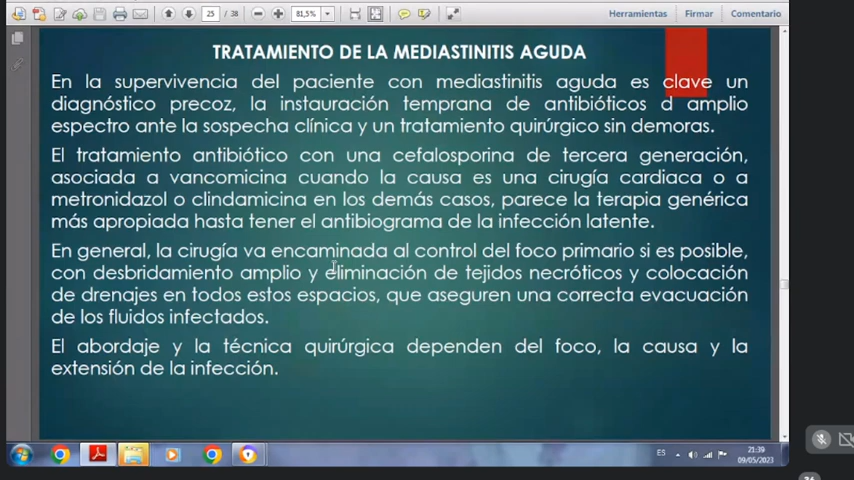 25 / 38
81,5%
Herramientas
Firmar
Comentario
TRATAMIENTO DE LA MEDIASTINITIS AGUDA
En la supervivencia del paciente con mediastinitis aguda es clave un
diagnóstico precoz, la instauración temprana de antibióticos d amplio
espectro ante la sospecha clínica y un tratamiento quirúrgico sin demoras.
El tratamiento antibiótico con una cefalosporina de tercera generación,
asociada a vancomicina cuando la causa es una cirugía cardiaca o a
metronidazol o clindamicina en los demás casos, parece la terapia genérica
más apropiada hasta tener el antibiograma de la infección latente.
En general, la cirugía va encaminada al control del foco primario si es posible,
con desbridamiento amplio y eliminación de tejidos necróticos y colocación
de drenajes en todos estos espacios, que aseguren una correcta evacuación
de los fluidos infectados.
El abordaje y la técnica quirúrgica dependen del foco, la causa y la
extensión de la infección.
ES
21:39
09/05/2023